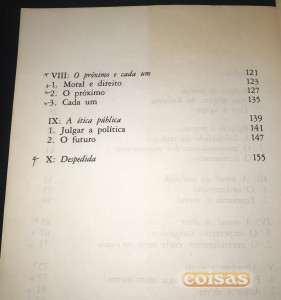 VIII: O próximo e cada um 121
1. Moral e direito 123
2. O próximo 127
3. Cada um 135
IX: A ética pública 139
1. Julgar a política 141
2. O futuro 147
X: Despedida 155
coisas